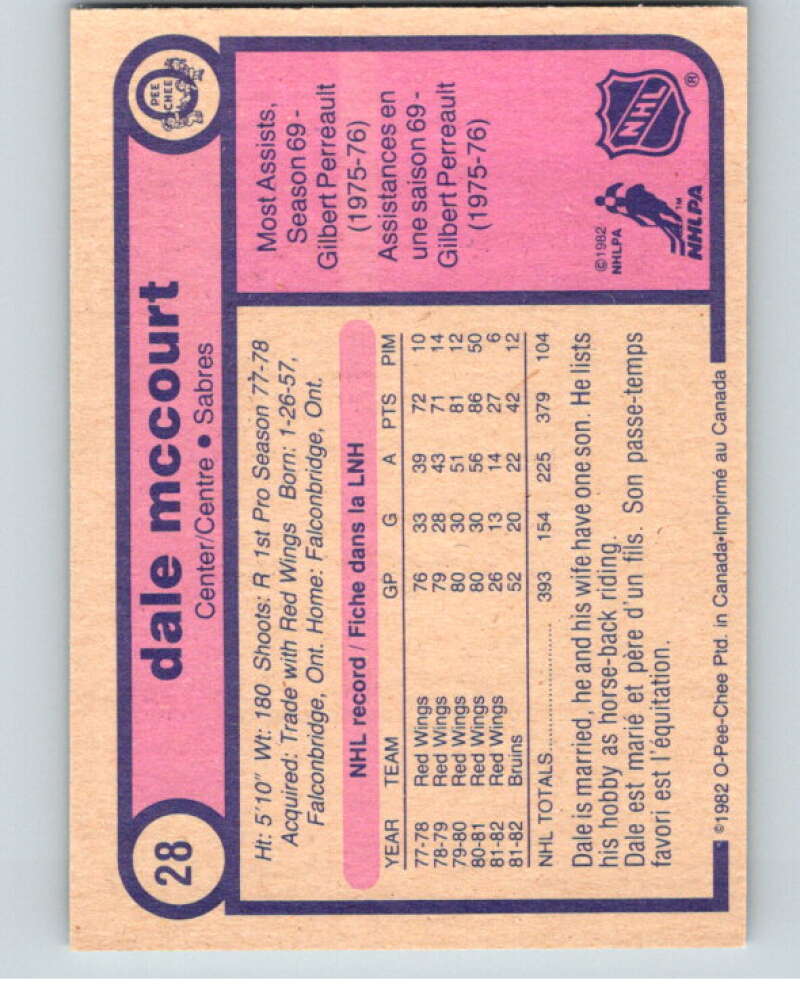 28
dale mccourt
Center/Centre • Sabres
O
PEE
CHEE
Ht: 5'10" Wt: 180 Shoots: R 1st Pro Season 77-78
Acquired: Trade with Red Wings Born: 1-26-57,
Falconbridge, Ont. Home: Falconbridge, Ont.
NHL record / Fiche dans la LNH
YEAR TEAM GP G A PTS PIM
77-78 Red Wings 76 33 39 72 10
78-79 Red Wings 79 28 43 71 14
79-80 Red Wings 80 30 51 81 12
80-81 Red Wings 80 30 56 86 50
81-82 Red Wings 26 13 14 27 6
81-82 Bruins 52 20 22 42 12
NHL TOTALS.................... 393 154 225 379 104
Dale is married, he and his wife have one son. He lists
his hobby as horse-back riding.
Dale est marié et père d'un fils. Son passe-temps
favori est l'équitation.
Most Assists,
Season 69 -
Gilbert Perreault
(1975-76)
Assistances en
une saison 69 -
Gilbert Perreault
(1975-76)
©1982
NHLPA
NHL ®
NHLPA ™
©1982 O-Pee-Chee Ptd. in Canada•Imprimé au Canada